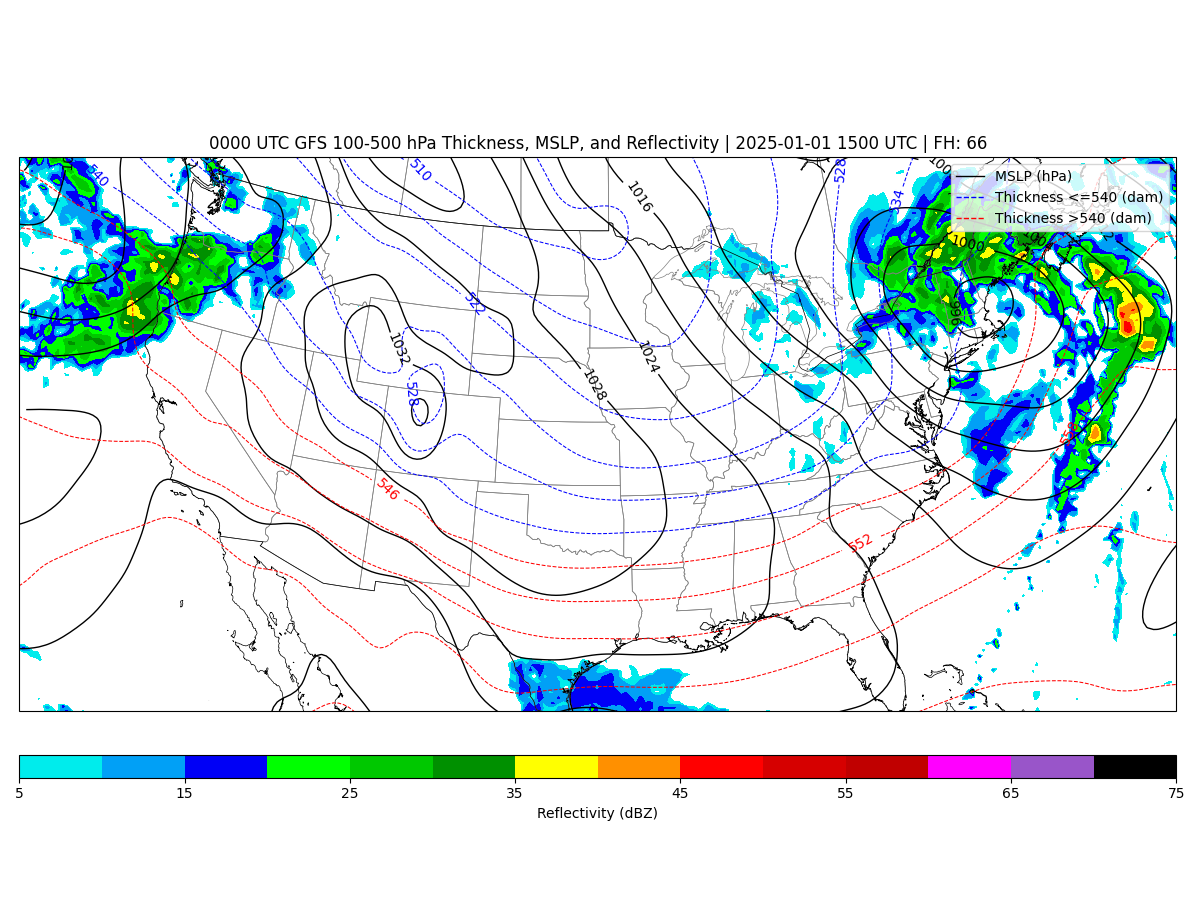 0000 UTC GFS 100-500 hPa Thickness, MSLP, and Reflectivity | 2025-01-01 1500 UTC | FH: 66
MSLP (hPa)
Thickness <=540 (dam)
Thickness >540 (dam)
540
510
528
534
1016
1000
522
996
1032
1024
1028
528
546
552
5 15 25 35 45 55 65 75
Reflectivity (dBZ)